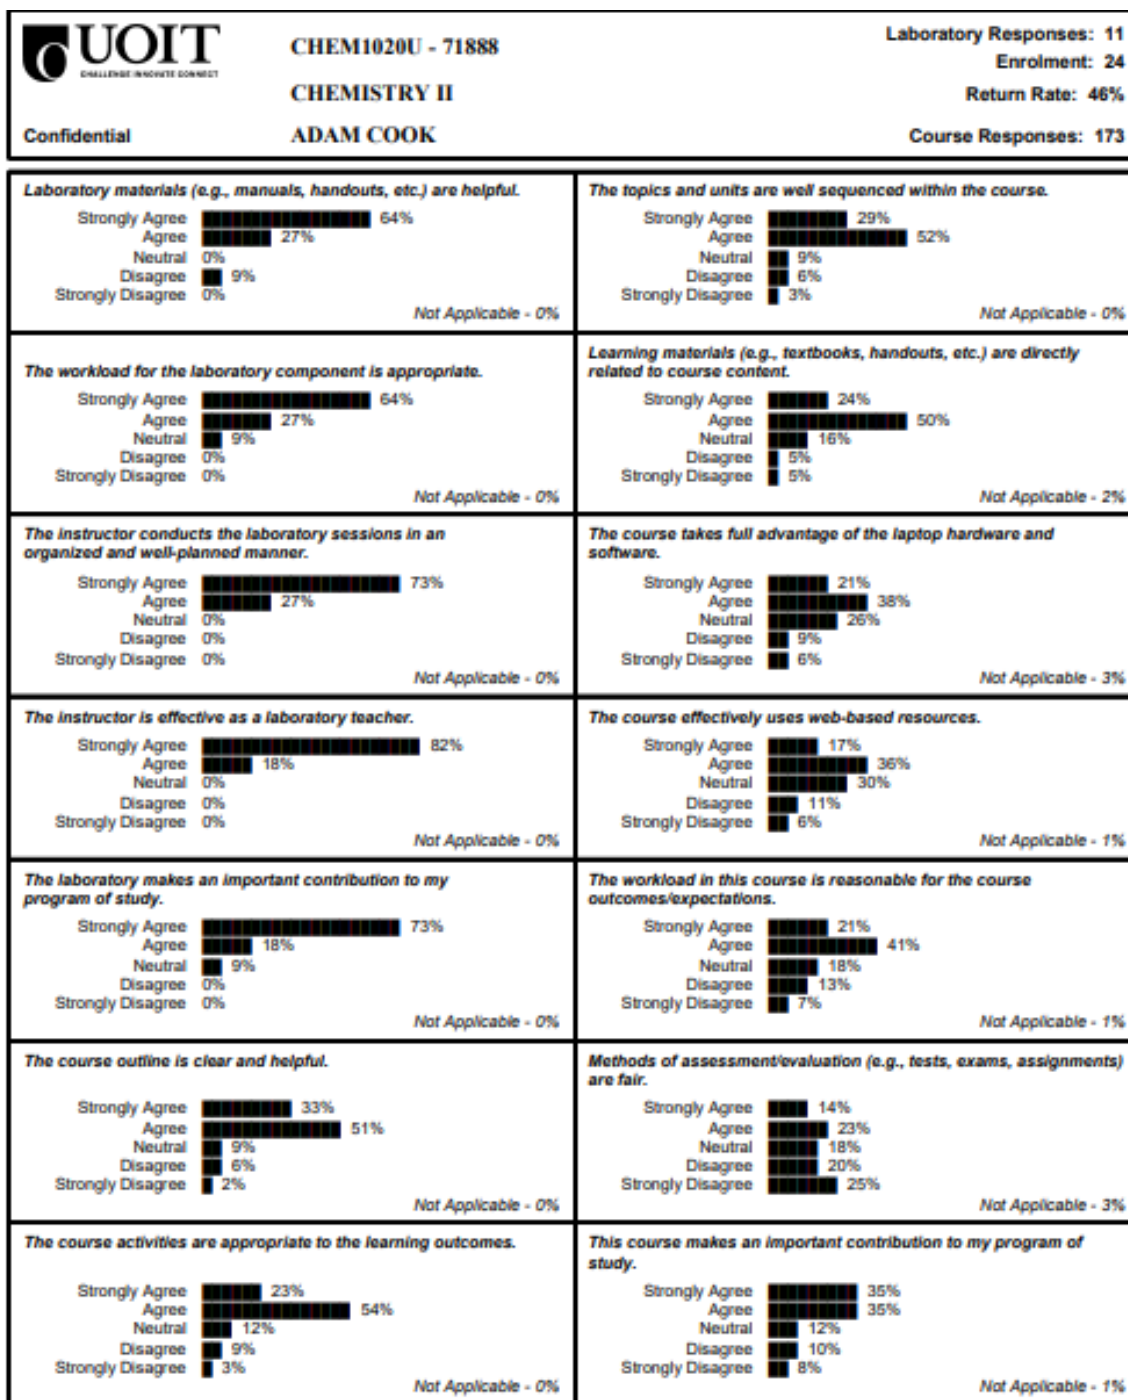 UOIT
CHALLENGE INNOVATE CONNECT
Confidential
CHEM1020U - 71888
CHEMISTRY II
ADAM COOK
Laboratory Responses: 11
Enrolment: 24
Return Rate: 46%
Course Responses: 173
Laboratory materials (e.g., manuals, handouts, etc.) are helpful.
Strongly Agree 64%
Agree 27%
Neutral 0%
Disagree 9%
Strongly Disagree 0%
Not Applicable - 0%
The workload for the laboratory component is appropriate.
Strongly Agree 64%
Agree 27%
Neutral 9%
Disagree 0%
Strongly Disagree 0%
Not Applicable - 0%
The instructor conducts the laboratory sessions in an
organized and well-planned manner.
Strongly Agree 73%
Agree 27%
Neutral 0%
Disagree 0%
Strongly Disagree 0%
Not Applicable - 0%
The instructor is effective as a laboratory teacher.
Strongly Agree 82%
Agree 18%
Neutral 0%
Disagree 0%
Strongly Disagree 0%
Not Applicable - 0%
The laboratory makes an important contribution to my
program of study.
Strongly Agree 73%
Agree 18%
Neutral 9%
Disagree 0%
Strongly Disagree 0%
Not Applicable - 0%
The course outline is clear and helpful.
Strongly Agree 33%
Agree 51%
Neutral 9%
Disagree 6%
Strongly Disagree 2%
Not Applicable - 0%
The course activities are appropriate to the learning outcomes.
Strongly Agree 23%
Agree 54%
Neutral 12%
Disagree 9%
Strongly Disagree 3%
Not Applicable - 0%
The topics and units are well sequenced within the course.
Strongly Agree 29%
Agree 52%
Neutral 9%
Disagree 6%
Strongly Disagree 3%
Not Applicable - 0%
Learning materials (e.g., textbooks, handouts, etc.) are directly
related to course content.
Strongly Agree 24%
Agree 50%
Neutral 16%
Disagree 5%
Strongly Disagree 5%
Not Applicable - 2%
The course takes full advantage of the laptop hardware and
software.
Strongly Agree 21%
Agree 38%
Neutral 26%
Disagree 9%
Strongly Disagree 6%
Not Applicable - 3%
The course effectively uses web-based resources.
Strongly Agree 17%
Agree 36%
Neutral 30%
Disagree 11%
Strongly Disagree 6%
Not Applicable - 1%
The workload in this course is reasonable for the course
outcomes/expectations.
Strongly Agree 21%
Agree 41%
Neutral 18%
Disagree 13%
Strongly Disagree 7%
Not Applicable - 1%
Methods of assessment/evaluation (e.g., tests, exams, assignments)
are fair.
Strongly Agree 14%
Agree 23%
Neutral 18%
Disagree 20%
Strongly Disagree 25%
Not Applicable - 3%
This course makes an important contribution to my program of
study.
Strongly Agree 35%
Agree 35%
Neutral 12%
Disagree 10%
Strongly Disagree 8%
Not Applicable - 1%